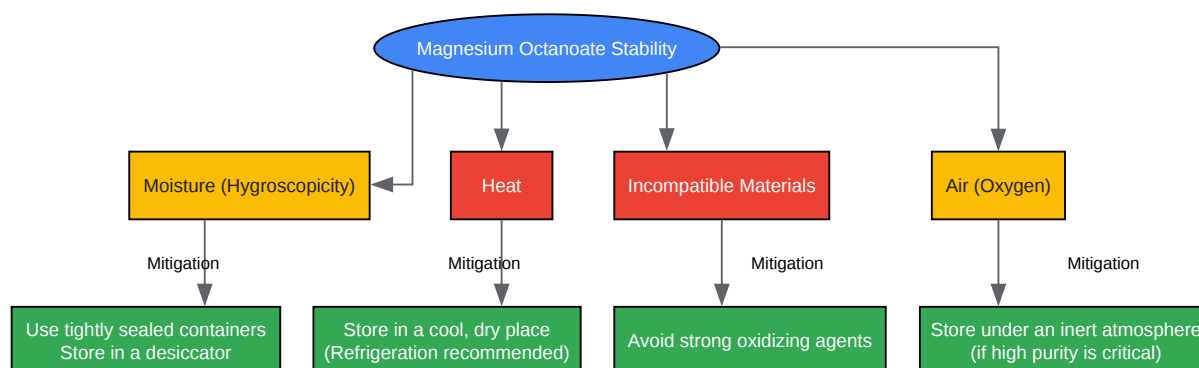 Magnesium Octanoate Stability
Moisture (Hygroscopicity)
Heat
Incompatible Materials
Air (Oxygen)
Mitigation
Mitigation
Mitigation
Mitigation
Use tightly sealed containers
Store in a desiccator
Store in a cool, dry place
(Refrigeration recommended)
Avoid strong oxidizing agents
Store under an inert atmosphere
(if high purity is critical)